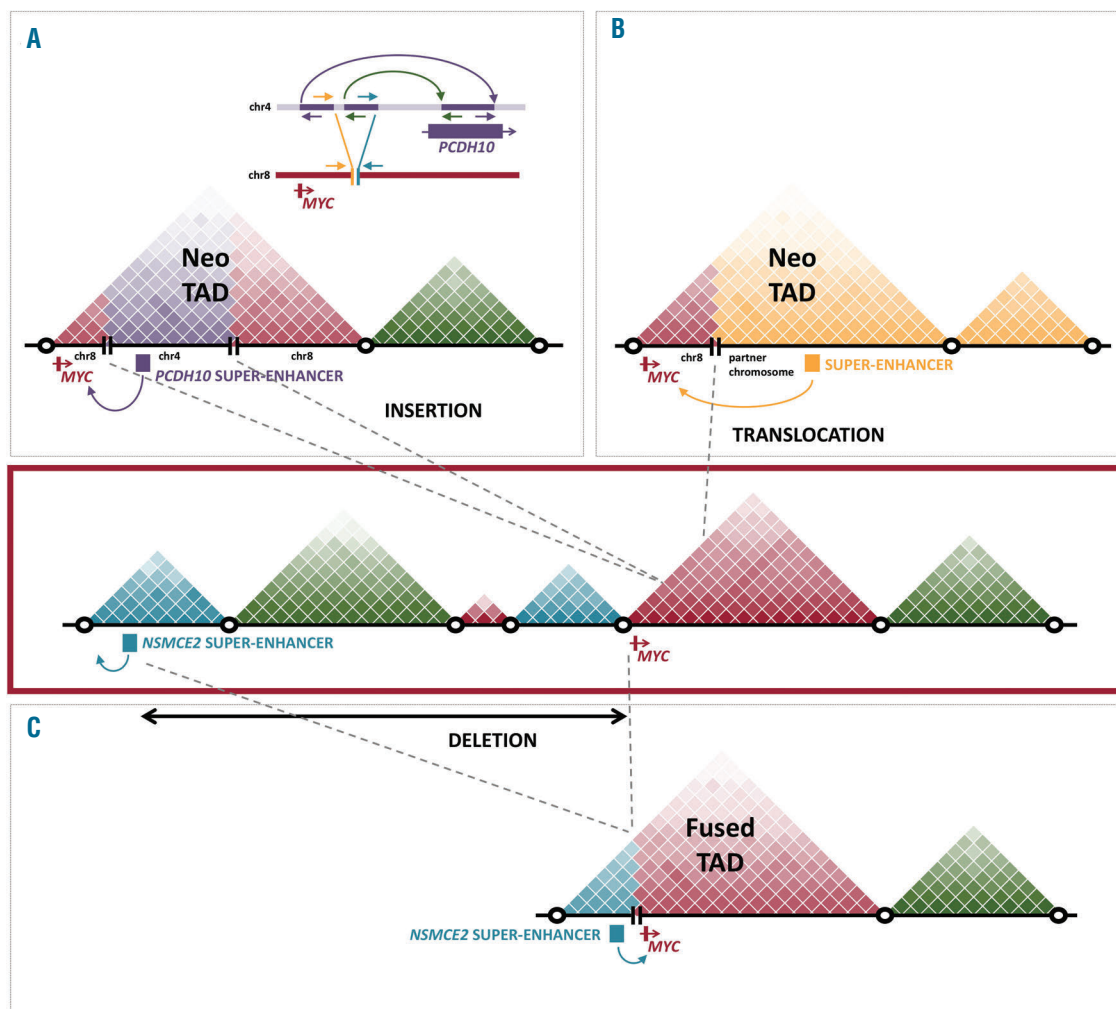 A
chr4
PCDH10
chr8
MYC
Neo
TAD
chr8
chr4
chr8
MYC
PCDH10 SUPER-ENHANCER
INSERTION
B
Neo
TAD
chr8
partner
chromosome
MYC
SUPER-ENHANCER
TRANSLOCATION
NSMCE2 SUPER-ENHANCER
MYC
C
DELETION
Fused
TAD
NSMCE2 SUPER-ENHANCER
MYC